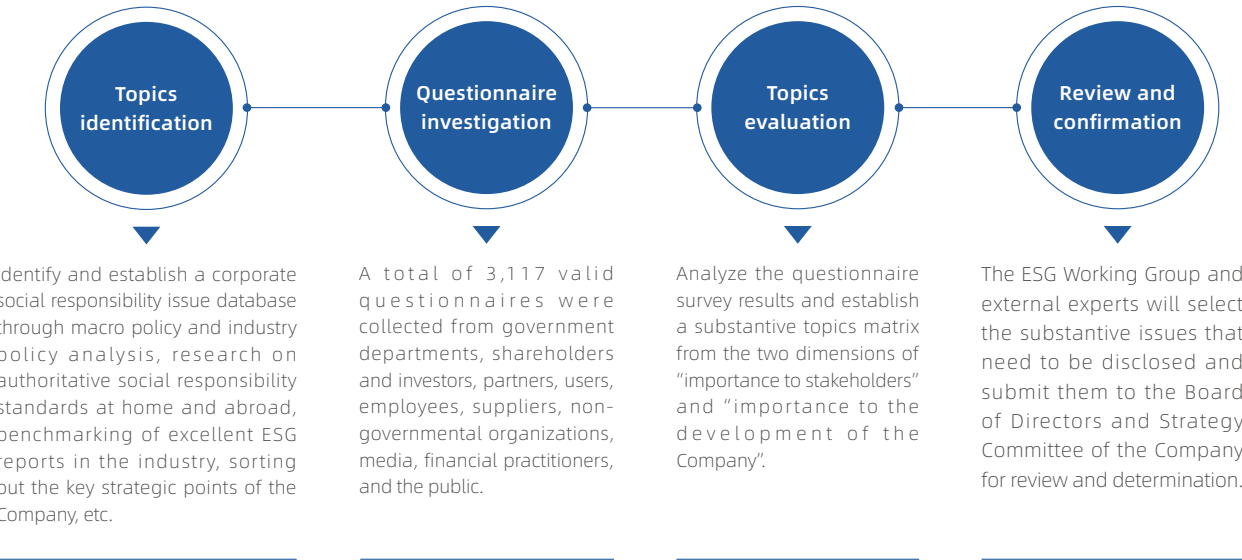 Topics
identification
Questionnaire
investigation
Topics
evaluation
Review and
confirmation
dentify and establish a corporate
social responsibility issue database
through macro policy and industry
policy analysis, research on
authoritative social responsibility
standards at home and abroad,
benchmarking of excellent ESG
reports in the industry, sorting
out the key strategic points of the
Company, etc.
A total of 3,117 valid
questionnaires were
collected from government
departments, shareholders
and investors, partners, users,
employees, suppliers, non-
governmental organizations,
media, financial practitioners,
and the public.
Analyze the questionnaire
survey results and establish
a substantive topics matrix
from the two dimensions of
“importance to stakeholders”
and “importance to the
development of the
Company”.
The ESG Working Group and
external experts will select
the substantive issues that
need to be disclosed and
submit them to the Board
of Directors and Strategy
Committee of the Company
for review and determination.